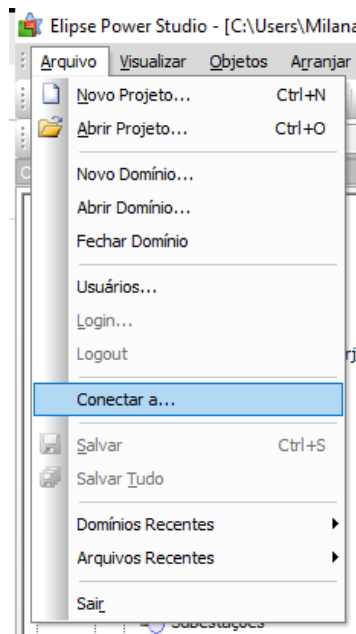 Elipse Power Studio - [C:\Users\Milana
Arquivo Visualizar Objetos Arranjar
Novo Projeto... Ctrl+N
Abrir Projeto... Ctrl+O
Novo Domínio...
Abrir Domínio...
Fechar Domínio
Usuários...
Login...
Logout
Conectar a...
Salvar Ctrl+S
Salvar Tudo
Domínios Recentes
Arquivos Recentes
Sair
Subestações